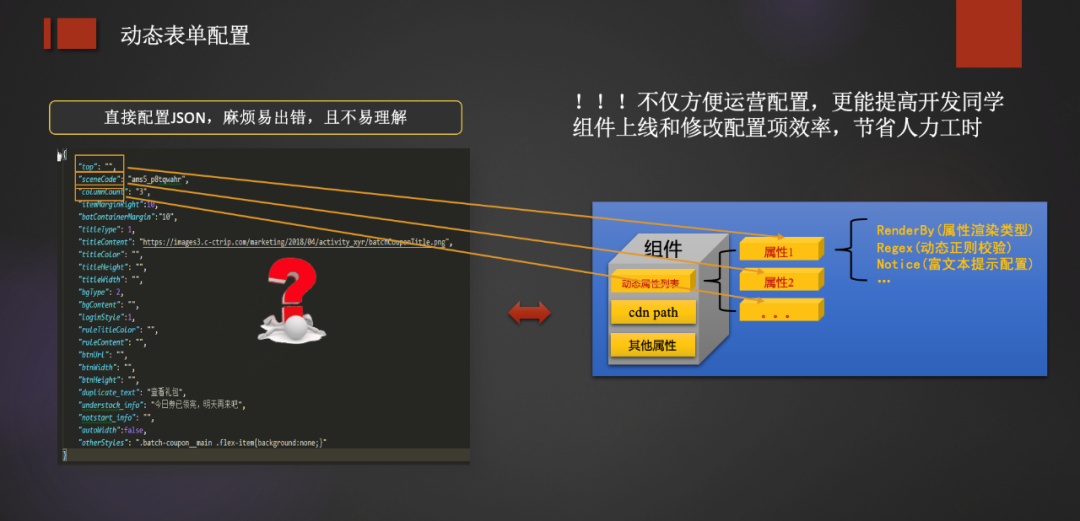 动态表单配置
直接配置JSON，麻烦易出错，且不易理解
！！！不仅方便运营配置，更能提高开发同学
组件上线和修改配置项效率，节省人力工时
{
"top": "",
"sceneCode": "ams5_p8tqwahr",
"columnCount": "3",
"itemMarginRight":10,
"botContainerMargin":"10",
"titleType": 1,
"titleContent": "https://images3.c-ctrip.com/marketing/2018/04/activity_xyr/batchCouponTitle.png",
"titleColor": "",
"titleHeight": "",
"titleWidth": "",
"bgType": 2,
"bgContent": "",
"loginStyle":1,
"ruleTitleColor": "",
"ruleContent": "",
"btnUrl": "",
"btnWidth": "",
"btnHeight": "",
"duplicate_text": "查看礼包",
"understock_info": "今日券已领完，明天再来吧",
"notstart_info": "",
"autoWidth":false,
"otherStyles": ".batch-coupon__main .flex-item{background:none;}"
}
组件
动态属性列表
cdn path
其他属性
属性1
属性2
...
RenderBy(属性渲染类型)
Regex(动态正则校验)
Notice(富文本提示配置)
...